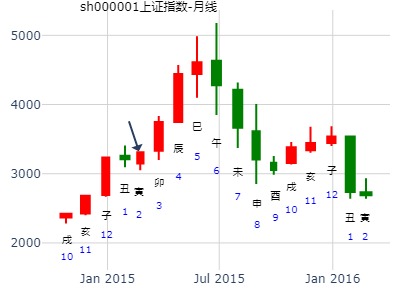 sh000001上证指数-月线
5000
4000
3000
2000
戌
10
亥
11
子
12
丑
1
寅
2
卯
3
辰
4
巳
5
午
6
未
7
申
8
酉
9
戌
10
亥
11
子
12
丑
1
寅
2
Jan 2015
Jul 2015
Jan 2016